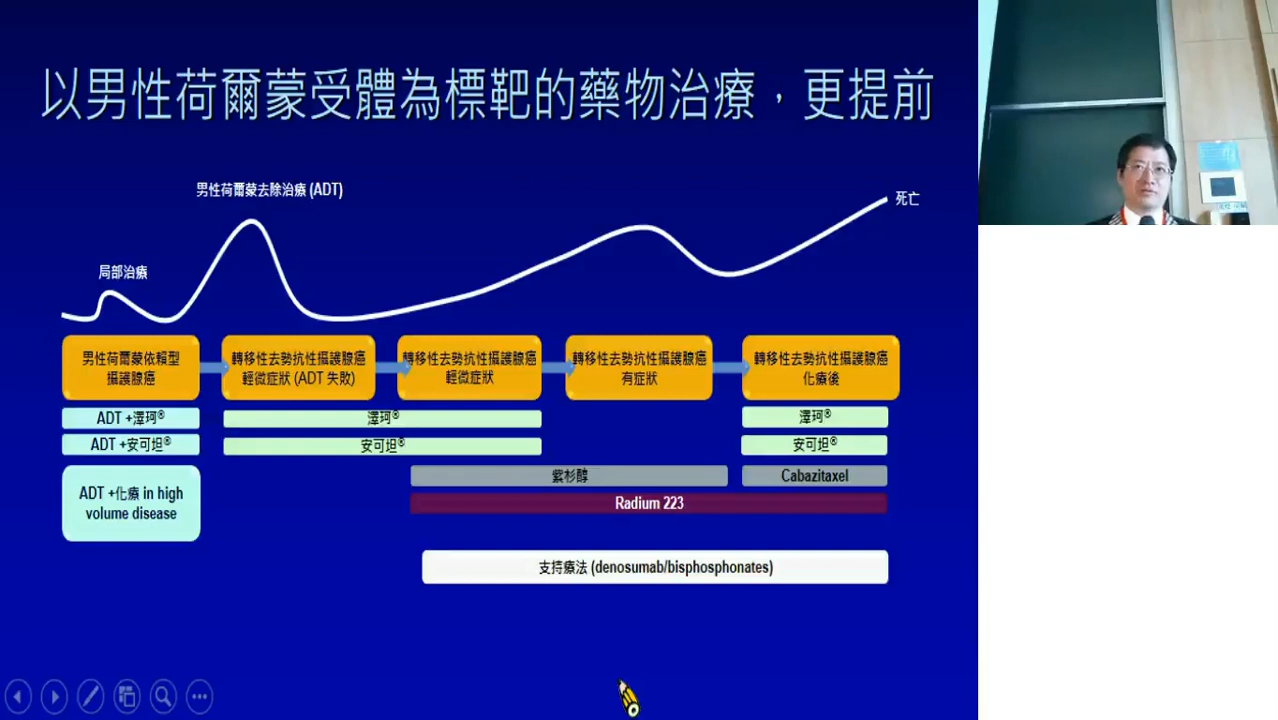 以男性荷爾蒙受體為標靶的藥物治療，更提前
男性荷爾蒙去除治療 (ADT)
死亡
局部治療
男性荷爾蒙依賴型
攝護腺癌
轉移性去勢抗性攝護腺癌
輕微症狀 (ADT 失敗)
轉移性去勢抗性攝護腺癌
輕微症狀
轉移性去勢抗性攝護腺癌
有症狀
轉移性去勢抗性攝護腺癌
化療後
ADT +澤珂®
澤珂®
澤珂®
ADT +安可坦®
安可坦®
安可坦®
紫杉醇
Cabazitaxel
ADT +化療 in high
volume disease
Radium 223
支持療法 (denosumab/bisphosphonates)